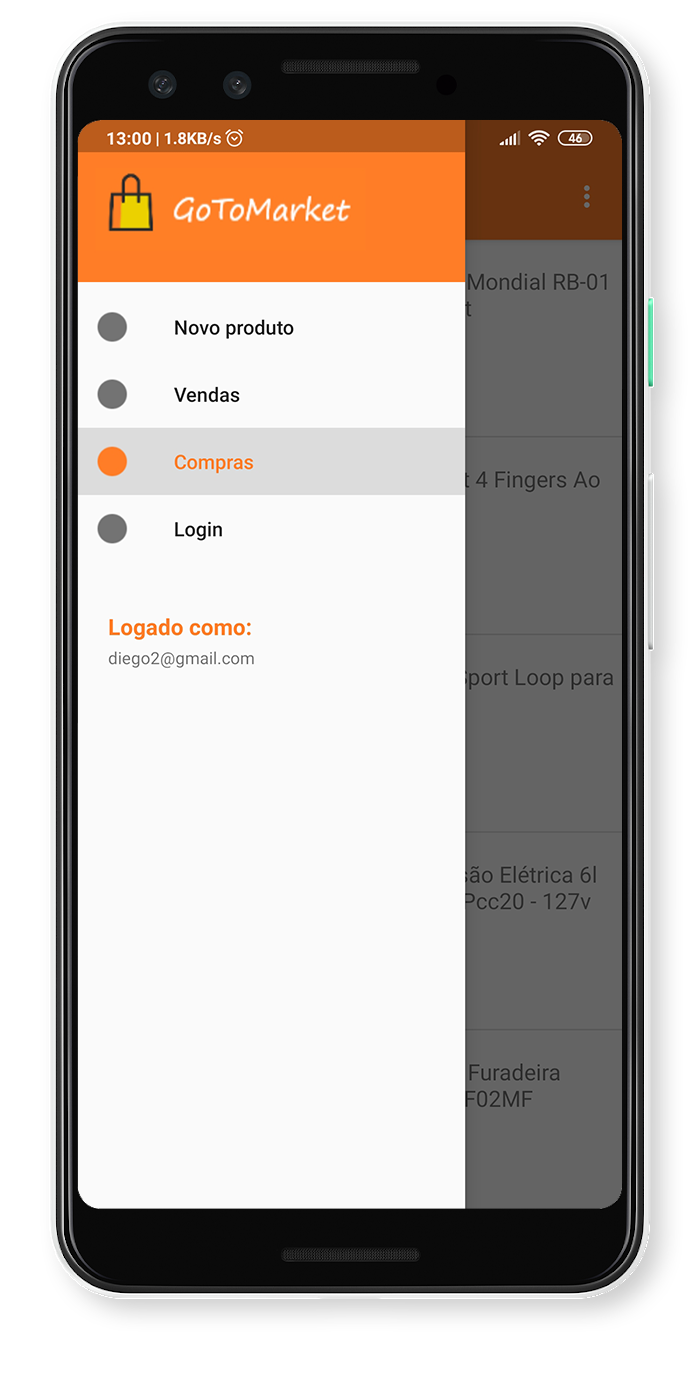 13:00 | 1.8KB/s
46
GoToMarket
Novo produto
Vendas
Compras
Login
Logado como:
diego2@gmail.com
Mondial RB-01
t
t 4 Fingers Ao
Sport Loop para
são Elétrica 6l
Pcc20 - 127v
Furadeira
F02MF